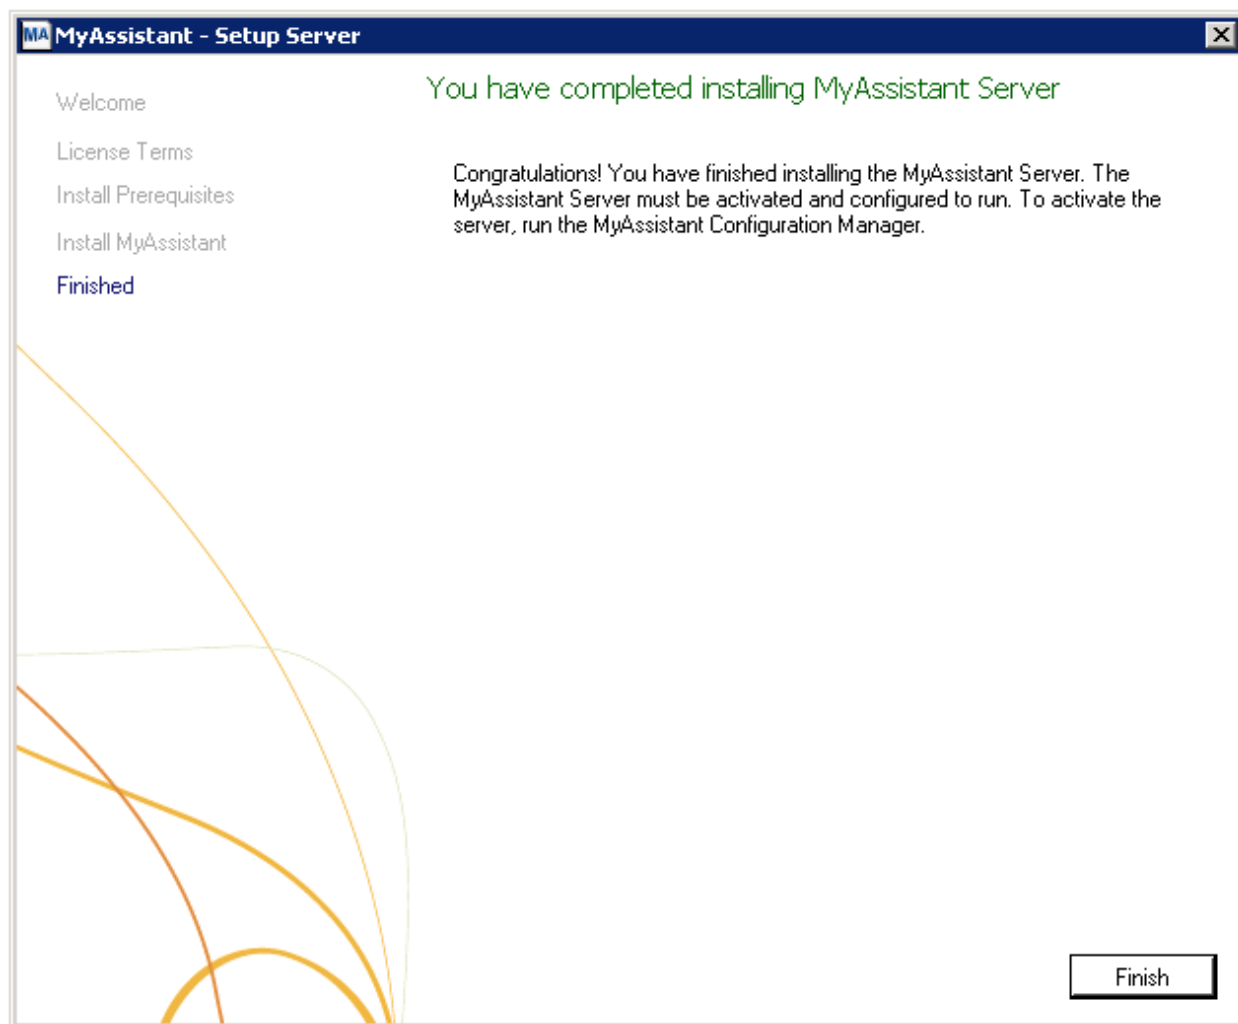 MA MyAssistant - Setup Server
Welcome
License Terms
Install Prerequisites
Install MyAssistant
Finished
You have completed installing MyAssistant Server
Congratulations! You have finished installing the MyAssistant Server. The
MyAssistant Server must be activated and configured to run. To activate the
server, run the MyAssistant Configuration Manager.
Finish